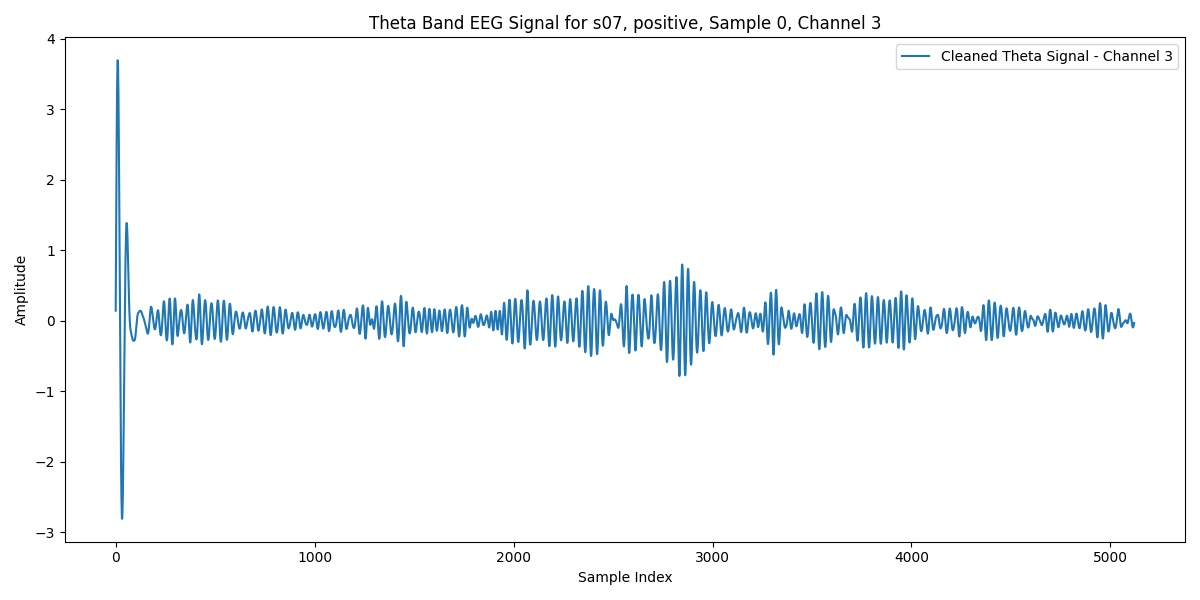 Theta Band EEG Signal for s07, positive, Sample 0, Channel 3
Cleaned Theta Signal - Channel 3
Amplitude
4
3
2
1
0
−1
−2
−3
0 1000 2000 3000 4000 5000
Sample Index